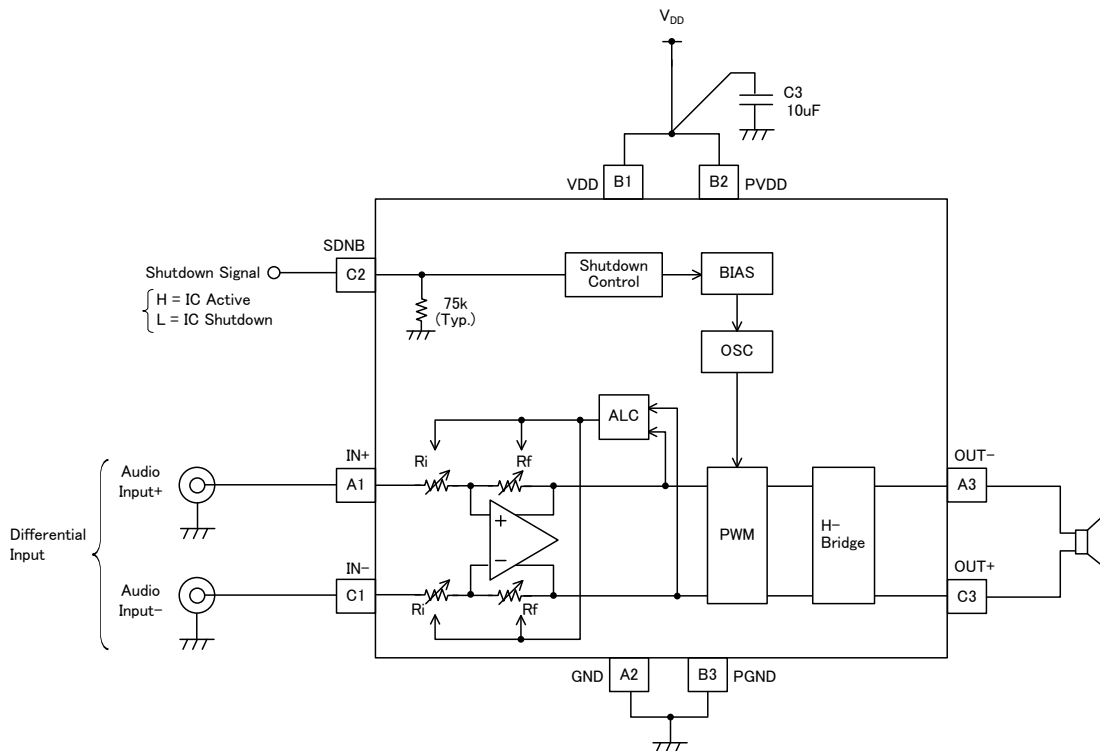 VDD
C3
10uF
VDD
B1
B2
PVDD
SDNB
Shutdown Signal
C2
H = IC Active
L = IC Shutdown
75k
(Typ.)
Shutdown
Control
BIAS
OSC
ALC
IN+
Ri
Rf
OUT-
Audio
Input+
A1
A3
Differential
Input
+
−
PWM
H-
Bridge
IN-
OUT+
Audio
Input-
C1
Ri
Rf
C3
GND
A2
B3
PGND